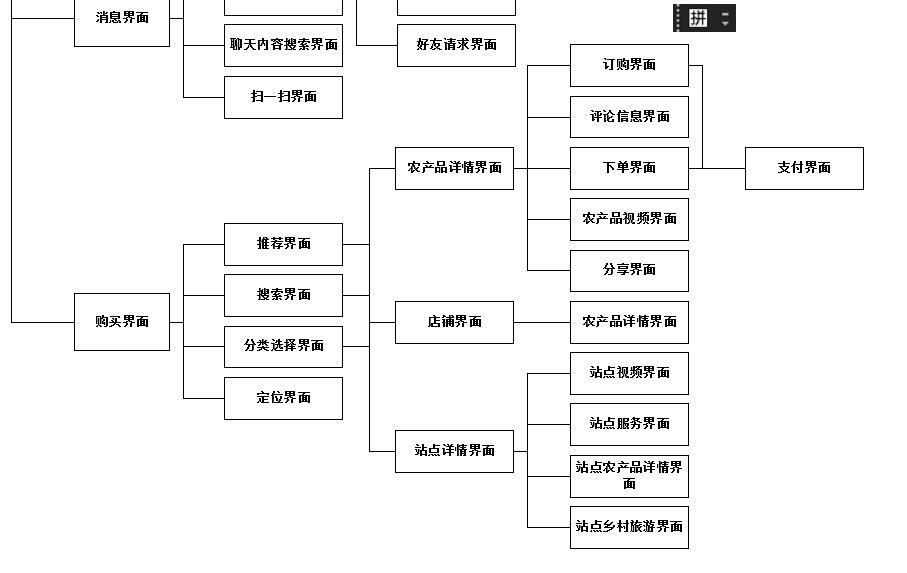 拼
消息界面
聊天内容搜索界面
好友请求界面
扫一扫界面
订购界面
评论信息界面
农产品详情界面
下单界面
支付界面
农产品视频界面
推荐界面
分享界面
搜索界面
购买界面
店铺界面
农产品详情界面
分类选择界面
站点视频界面
定位界面
站点服务界面
站点详情界面
站点农产品详情界
面
站点乡村旅游界面